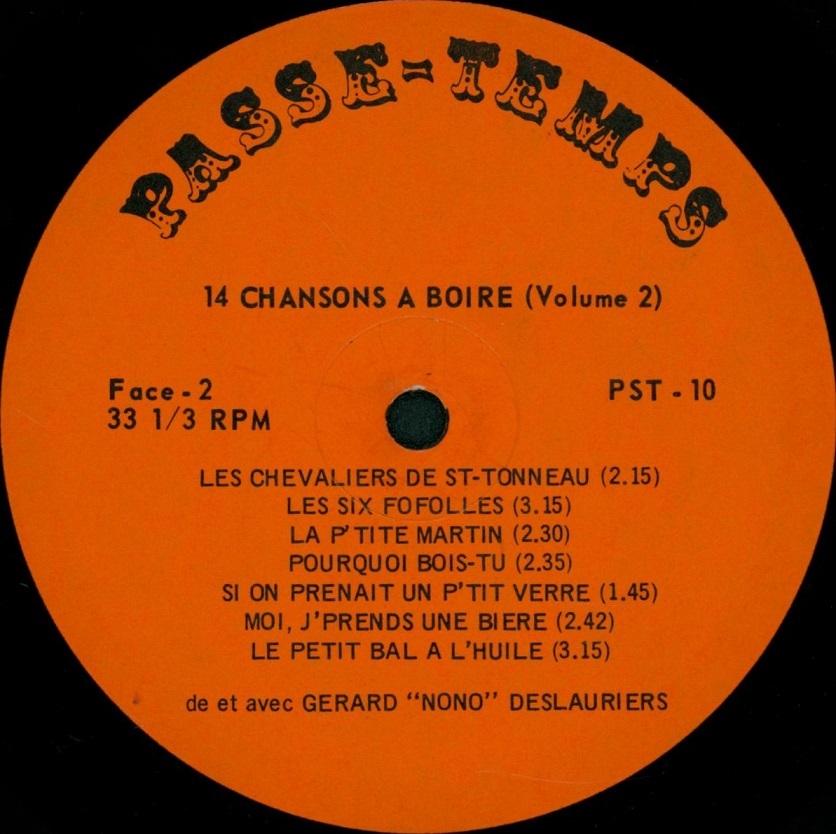 PASSE-TEMPS
14 CHANSONS A BOIRE (Volume 2)
Face - 2
33 1/3 RPM
PST - 10
LES CHEVALIERS DE ST-TONNEAU (2.15)
LES SIX FOFOLLES (3.15)
LA P'TITE MARTIN (2.30)
POURQUOI BOIS-TU (2.35)
SI ON PRENAIT UN P'TIT VERRE (1.45)
MOI, J'PRENDS UNE BIERE (2.42)
LE PETIT BAL A L'HUILE (3.15)
de et avec GERARD "NONO" DESLAURIERS